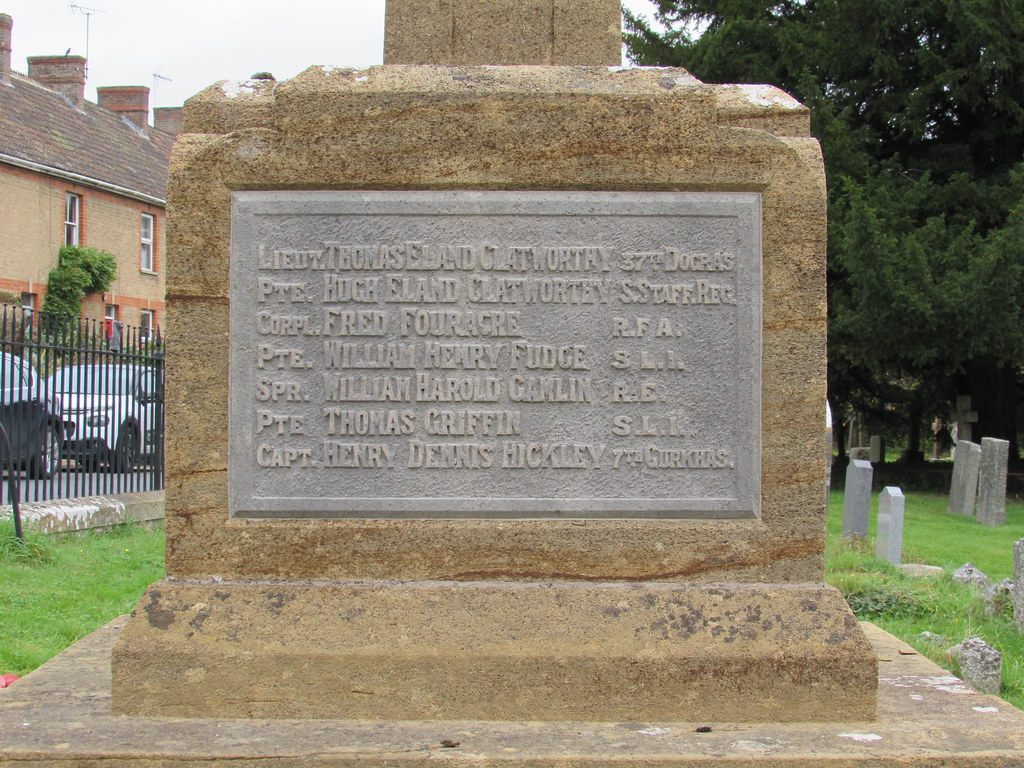 LIEUT. THOMAS ELAND CLATWORTHY 37TH DOGRAS
PTE. HUGH ELAND CLATWORTHY S.STAFF.REG.
CORPL. FRED FOURACRE R.F.A.
PTE. WILLIAM HENRY FUDGE S.L.I.
SPR. WILLIAM HAROLD GAMLIN R.E.
PTE THOMAS GRIFFIN S.L.I.
CAPT. HENRY DENNIS HICKLEY 7TH GURKHAS.